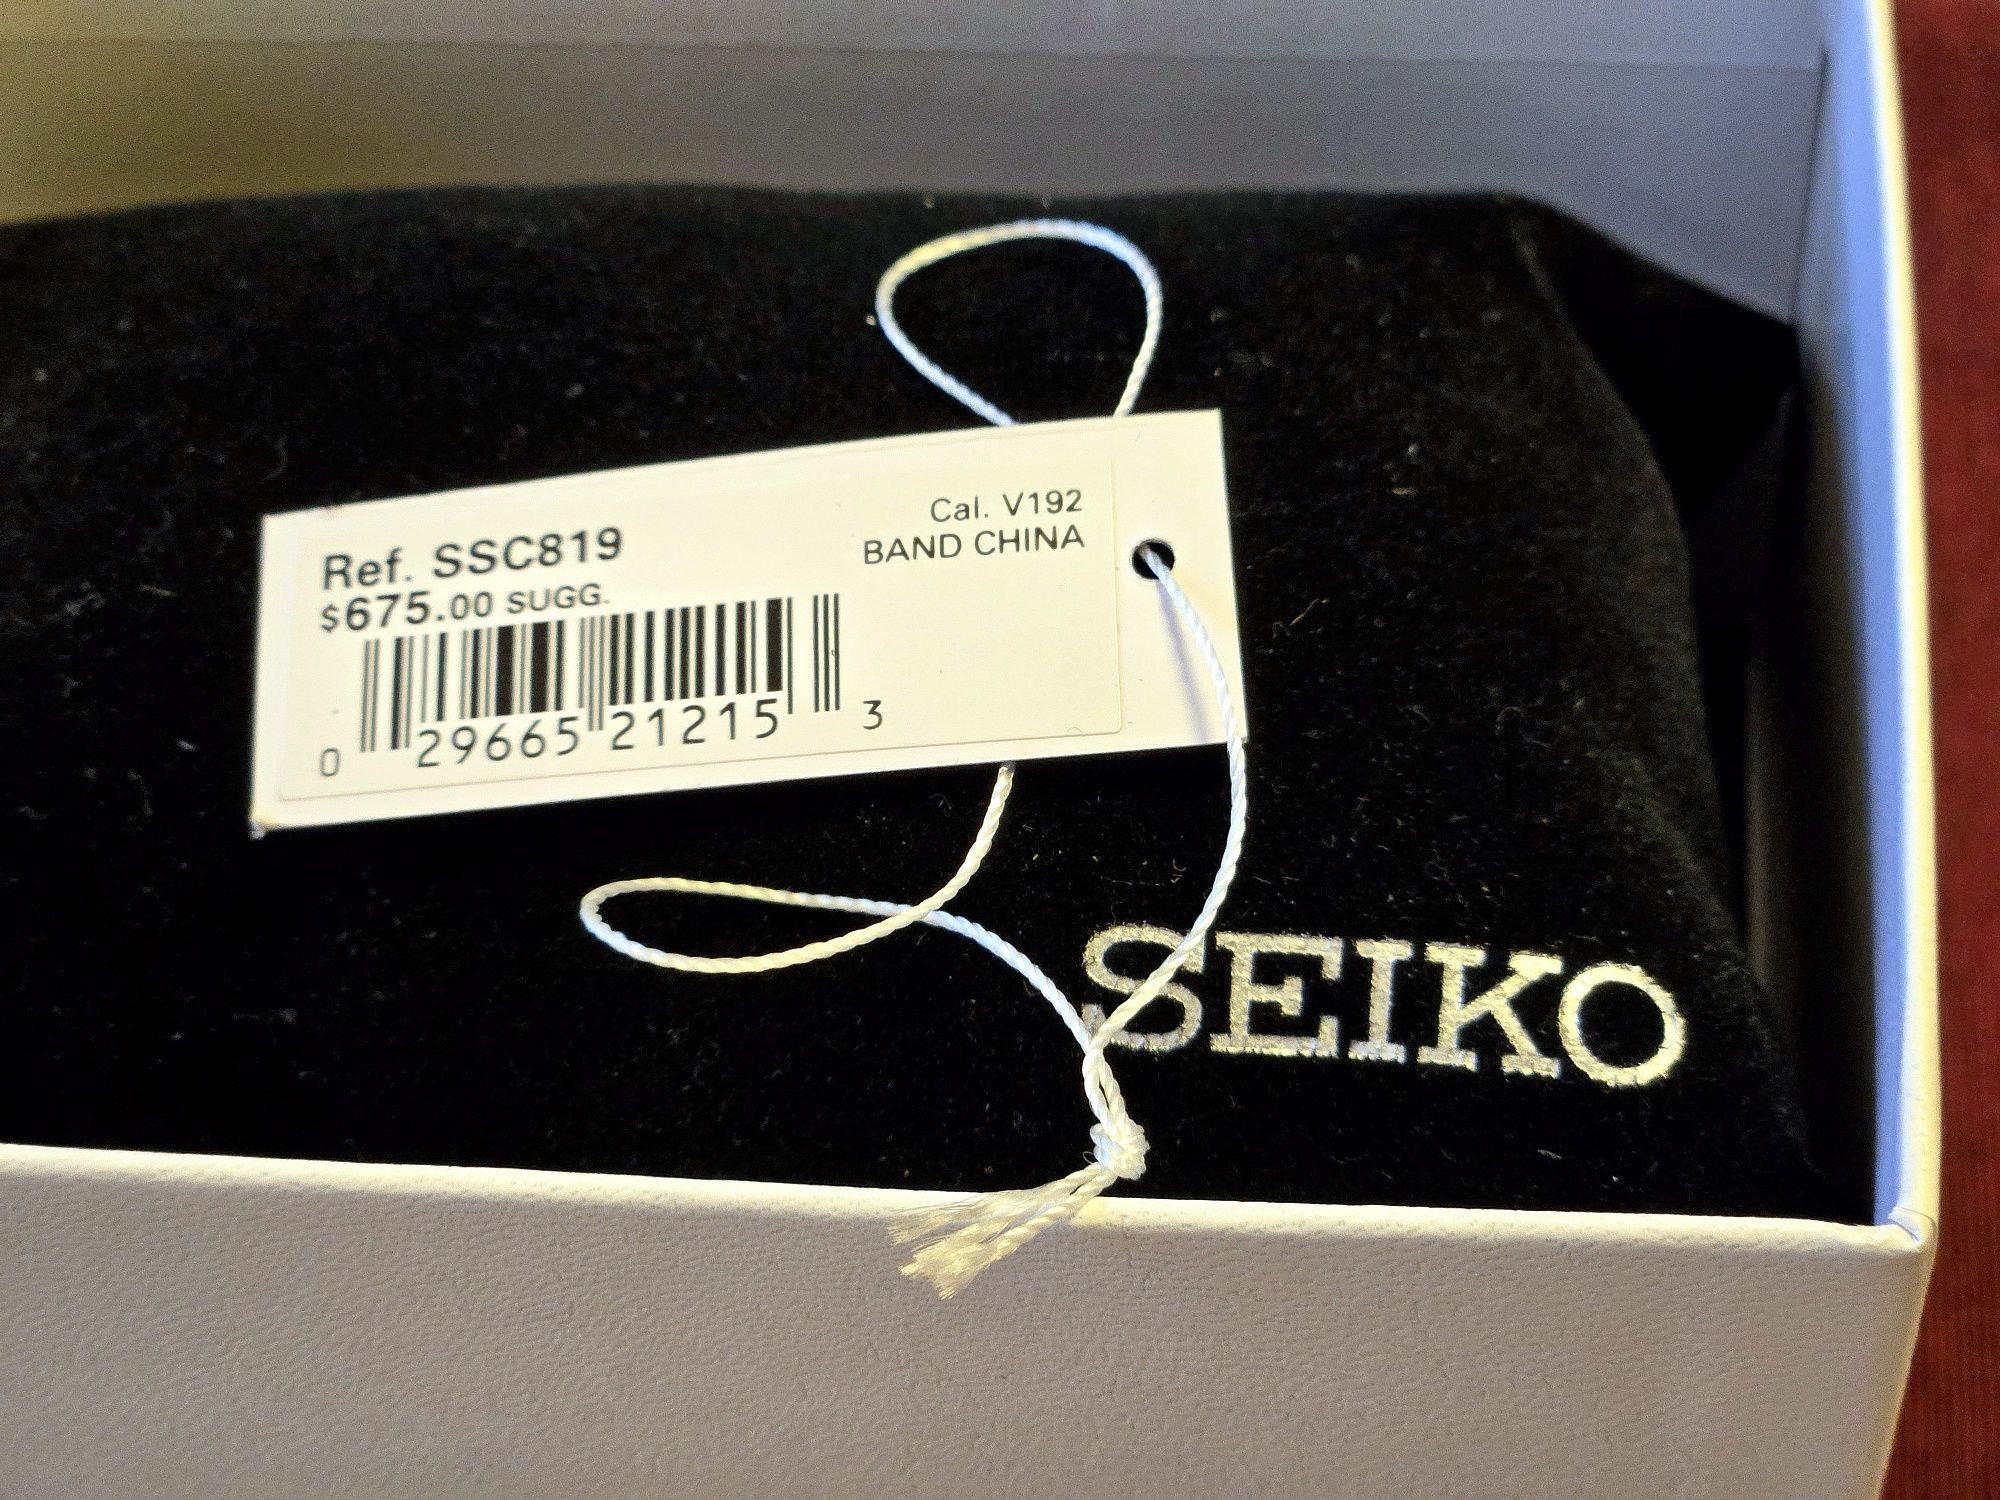 Ref. SSC819
$675.00 SUGG.
Cal. V192
BAND CHINA
0 29665 21215 3
SEIKO